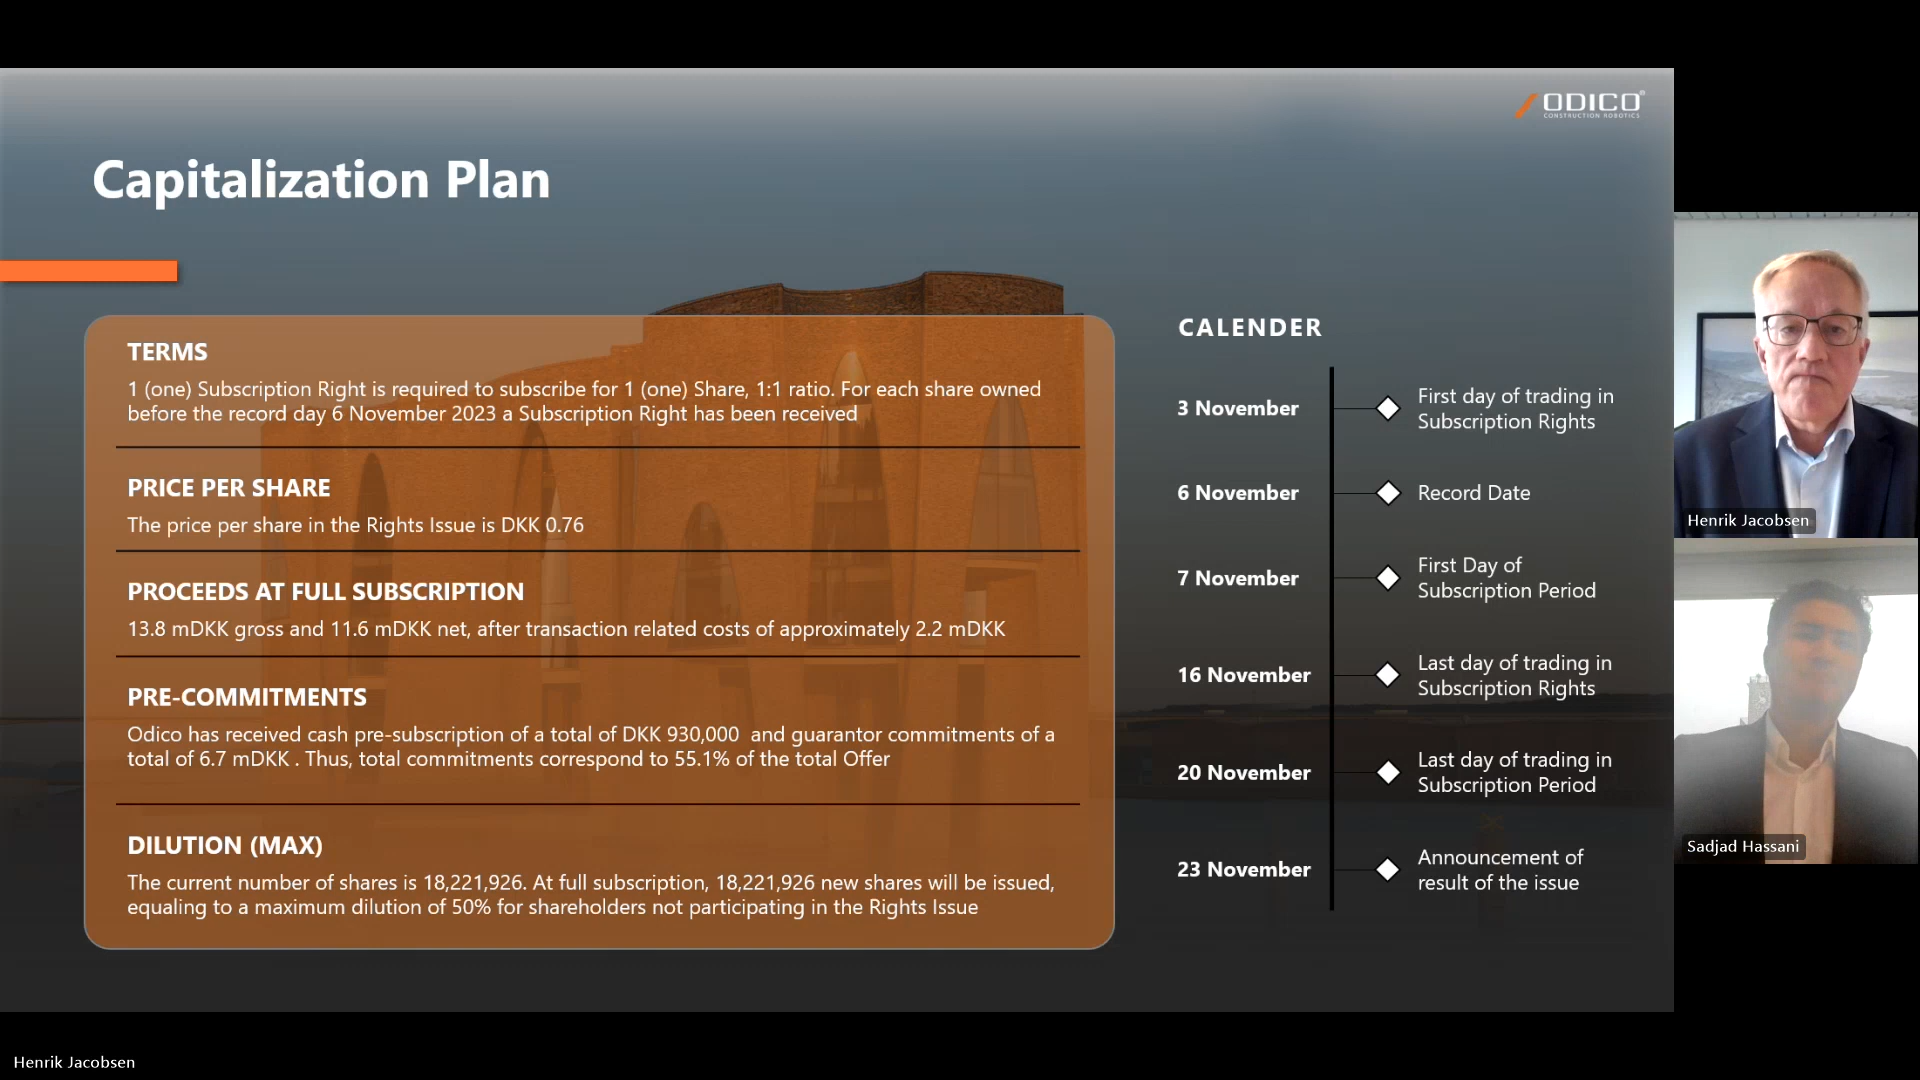 ODICO®
CONSTRUCTION ROBOTICS
Capitalization Plan
TERMS
1 (one) Subscription Right is required to subscribe for 1 (one) Share, 1:1 ratio. For each share owned
before the record day 6 November 2023 a Subscription Right has been received
PRICE PER SHARE
The price per share in the Rights Issue is DKK 0.76
PROCEEDS AT FULL SUBSCRIPTION
13.8 mDKK gross and 11.6 mDKK net, after transaction related costs of approximately 2.2 mDKK
PRE-COMMITMENTS
Odico has received cash pre-subscription of a total of DKK 930,000  and guarantor commitments of a
total of 6.7 mDKK . Thus, total commitments correspond to 55.1% of the total Offer
DILUTION (MAX)
The current number of shares is 18,221,926. At full subscription, 18,221,926 new shares will be issued,
equaling to a maximum dilution of 50% for shareholders not participating in the Rights Issue
CALENDER
3 November
First day of trading in
Subscription Rights
6 November
Record Date
7 November
First Day of
Subscription Period
16 November
Last day of trading in
Subscription Rights
20 November
Last day of trading in
Subscription Period
23 November
Announcement of
result of the issue
Henrik Jacobsen
Sadjad Hassani
Henrik Jacobsen